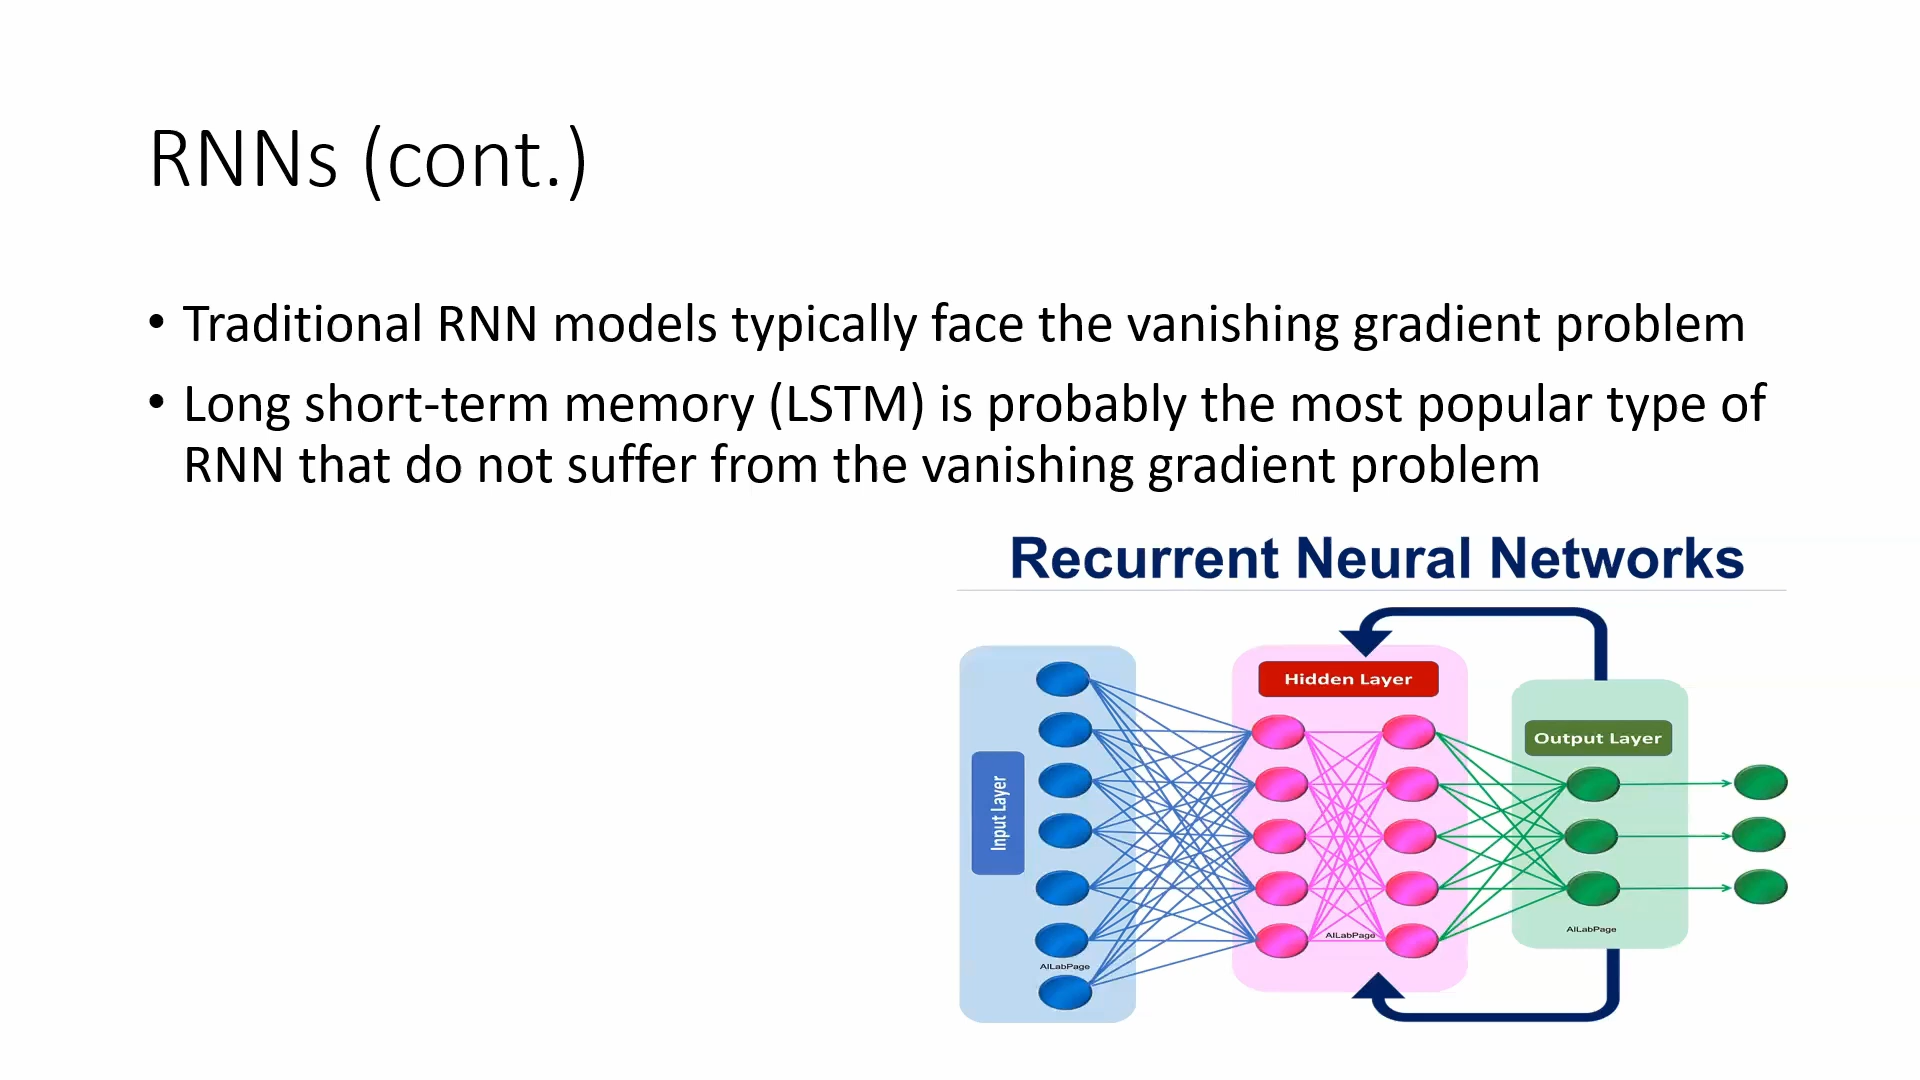 RNNs (cont.)
• Traditional RNN models typically face the vanishing gradient problem
• Long short-term memory (LSTM) is probably the most popular type of
RNN that do not suffer from the vanishing gradient problem
Recurrent Neural Networks
Input Layer
AILabPage
Hidden Layer
AILabPage
Output Layer
AILabPage